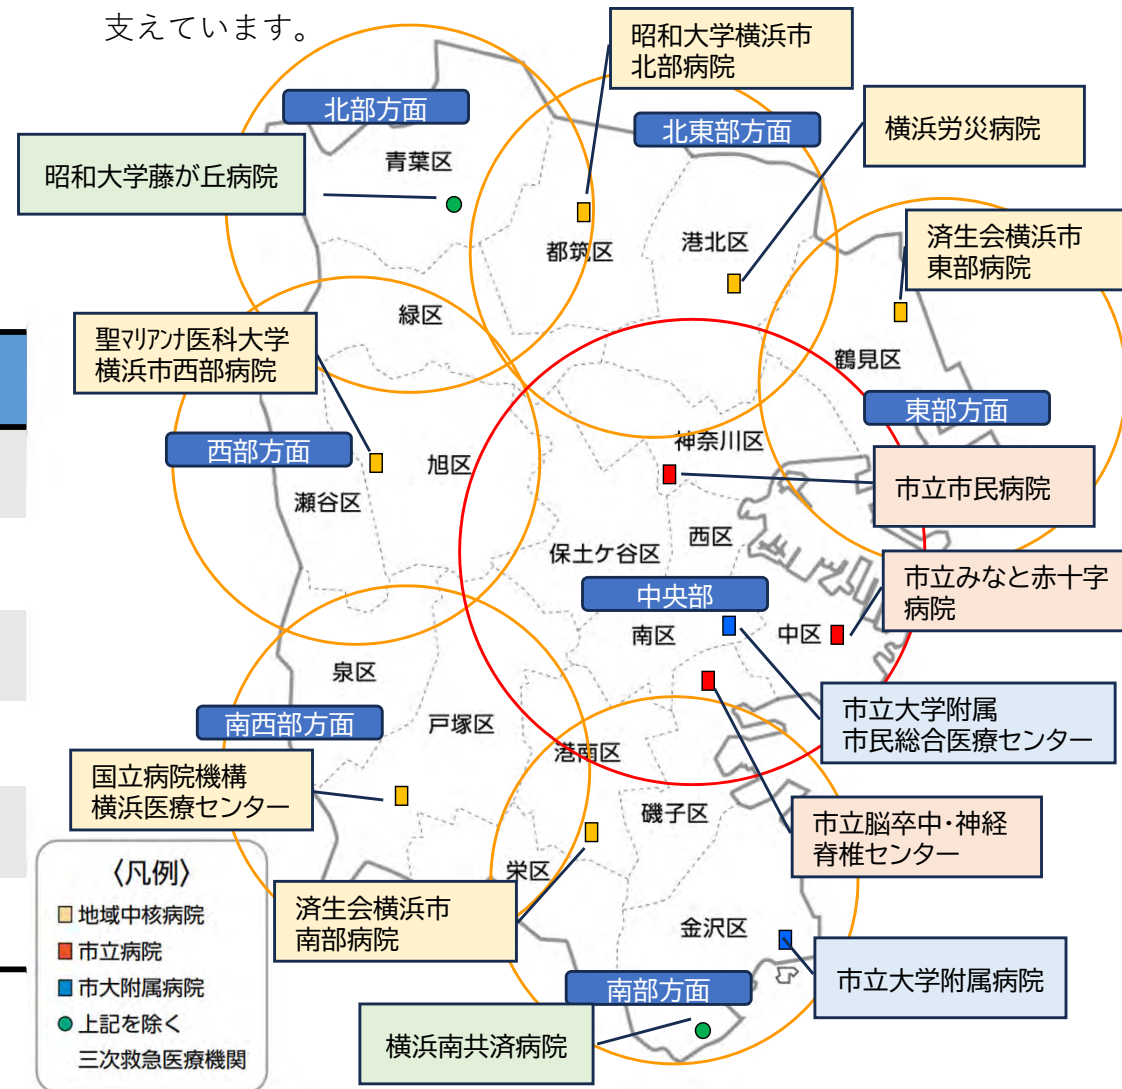 支えています。
昭和大学横浜市
北部病院
北部方面
北東部方面
横浜労災病院
青葉区
昭和大学藤が丘病院
都筑区
港北区
済生会横浜市
東部病院
緑区
聖マリアンナ医科大学
横浜市西部病院
鶴見区
東部方面
西部方面
旭区
神奈川区
瀬谷区
市立市民病院
西区
保土ケ谷区
中央部
市立みなと赤十字
病院
南区
中区
泉区
南西部方面
戸塚区
港南区
市立大学附属
市民総合医療センター
国立病院機構
横浜医療センター
磯子区
市立脳卒中・神経
脊椎センター
栄区
済生会横浜市
南部病院
金沢区
市立大学附属病院
南部方面
横浜南共済病院
〈凡例〉
地域中核病院
市立病院
市大附属病院
上記を除く
三次救急医療機関